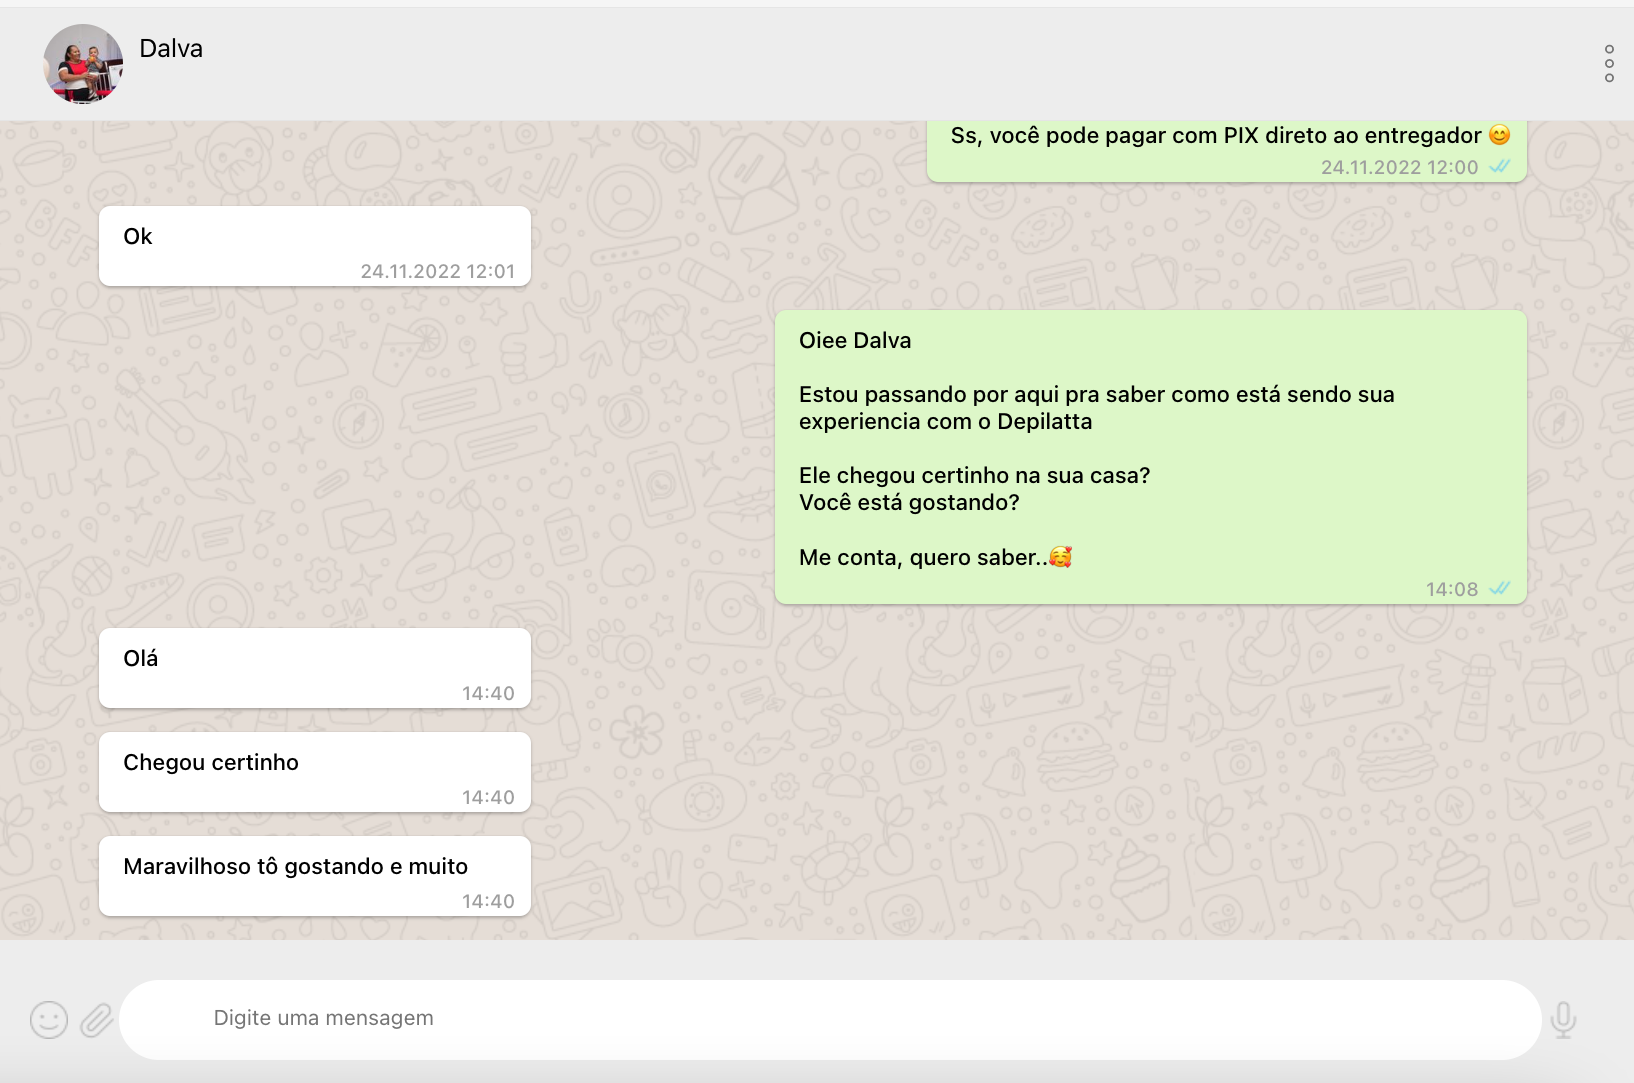 Dalva
Ss, você pode pagar com PIX direto ao entregador 😊
24.11.2022 12:00
Ok
24.11.2022 12:01
Oiee Dalva
Estou passando por aqui pra saber como está sendo sua
experiencia com o Depilatta
Ele chegou certinho na sua casa?
Você está gostando?
Me conta, quero saber..🥰
14:08
Olá
14:40
Chegou certinho
14:40
Maravilhoso tô gostando e muito
14:40
Digite uma mensagem